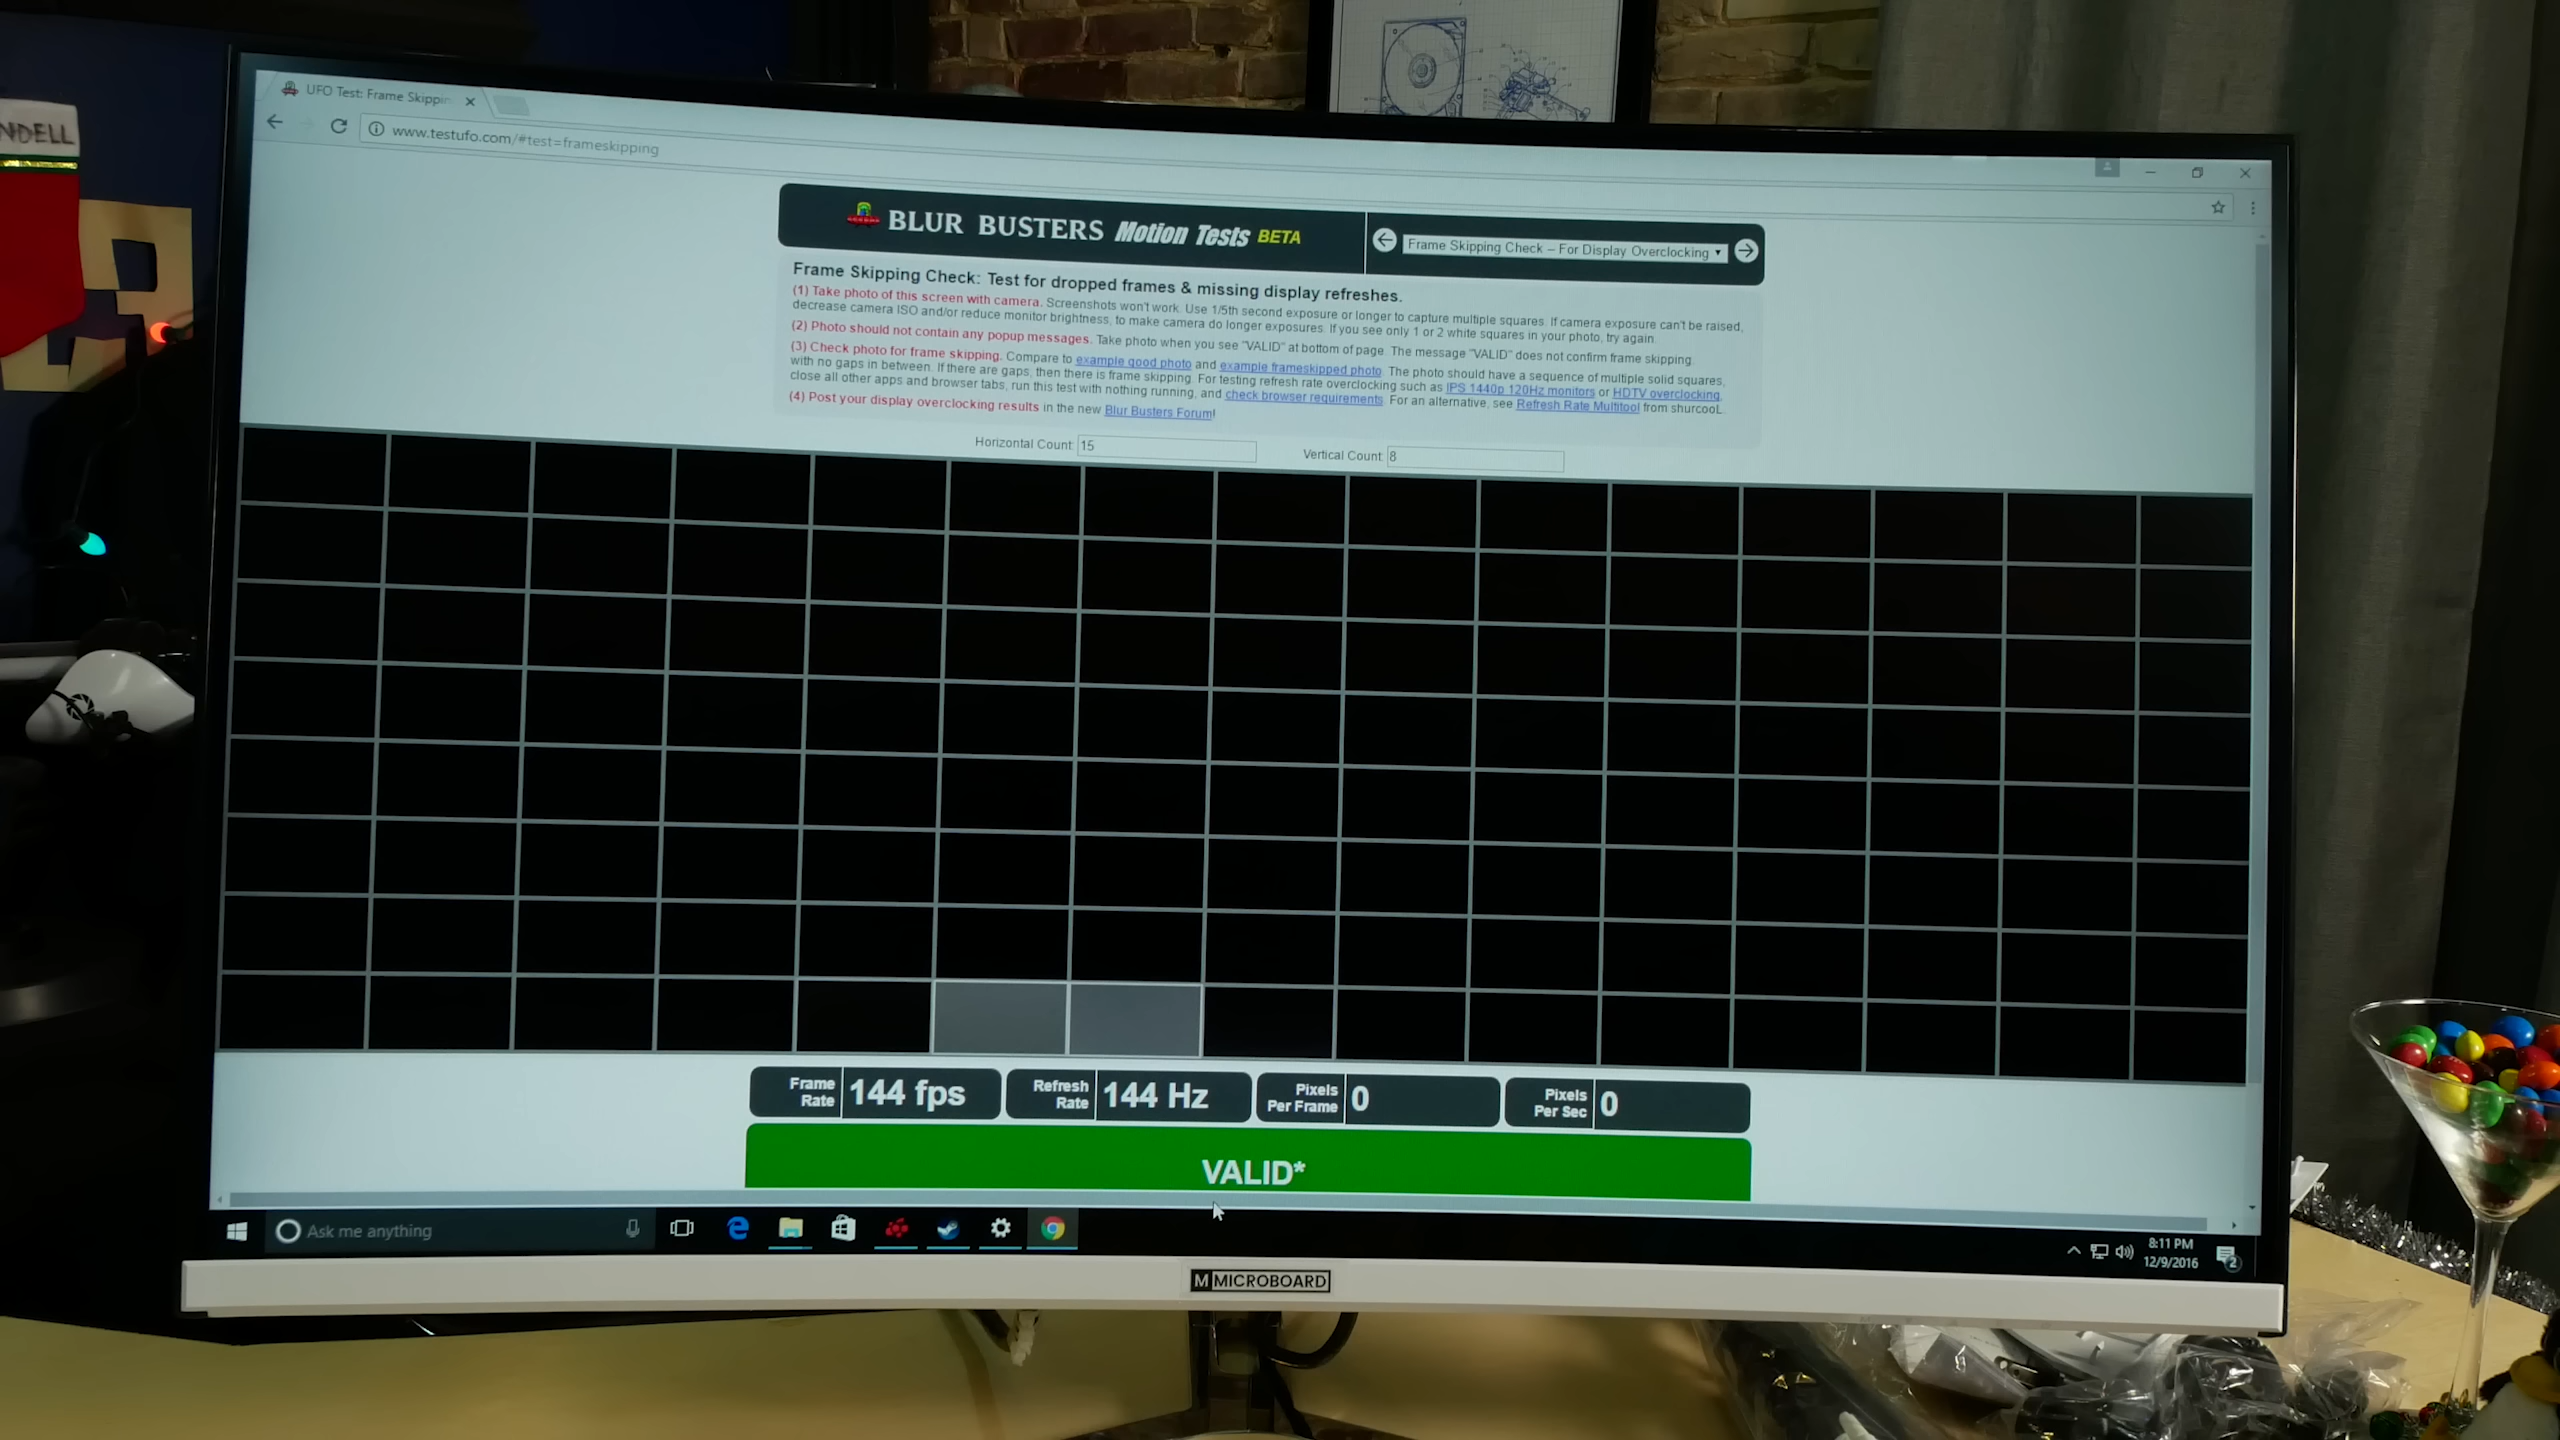 NDELL
UFO Test: Frame Skippin
www.testufo.com/#test=frameskipping
BLUR BUSTERS Motion Tests BETA
Frame Skipping Check – For Display Overclocking
Frame Skipping Check: Test for dropped frames & missing display refreshes.
(1) Take photo of this screen with camera. Screenshots won't work. Use 1/5th second exposure or longer to capture multiple squares. If camera exposure can't be raised,
decrease camera ISO and/or reduce monitor brightness, to make camera do longer exposures. If you see only 1 or 2 white squares in your photo, try again.
(2) Photo should not contain any popup messages. Take photo when you see "VALID" at bottom of page. The message "VALID" does not confirm frame skipping.
(3) Check photo for frame skipping. Compare to example good photo and example frameskipped photo. The photo should have a sequence of multiple solid squares,
with no gaps in between. If there are gaps, then there is frame skipping. For testing refresh rate overclocking such as IPS 1440p 120Hz monitors or HDTV overclocking,
close all other apps and browser tabs, run this test with nothing running, and check browser requirements. For an alternative, see Refresh Rate Multitool from shurcooL.
(4) Post your display overclocking results in the new Blur Busters Forum!
Horizontal Count: 15
Vertical Count: 8
Frame Rate 144 fps
Refresh Rate 144 Hz
Pixels Per Frame 0
Pixels Per Sec 0
VALID*
Ask me anything
8:11 PM
12/9/2016
2
M MICROBOARD